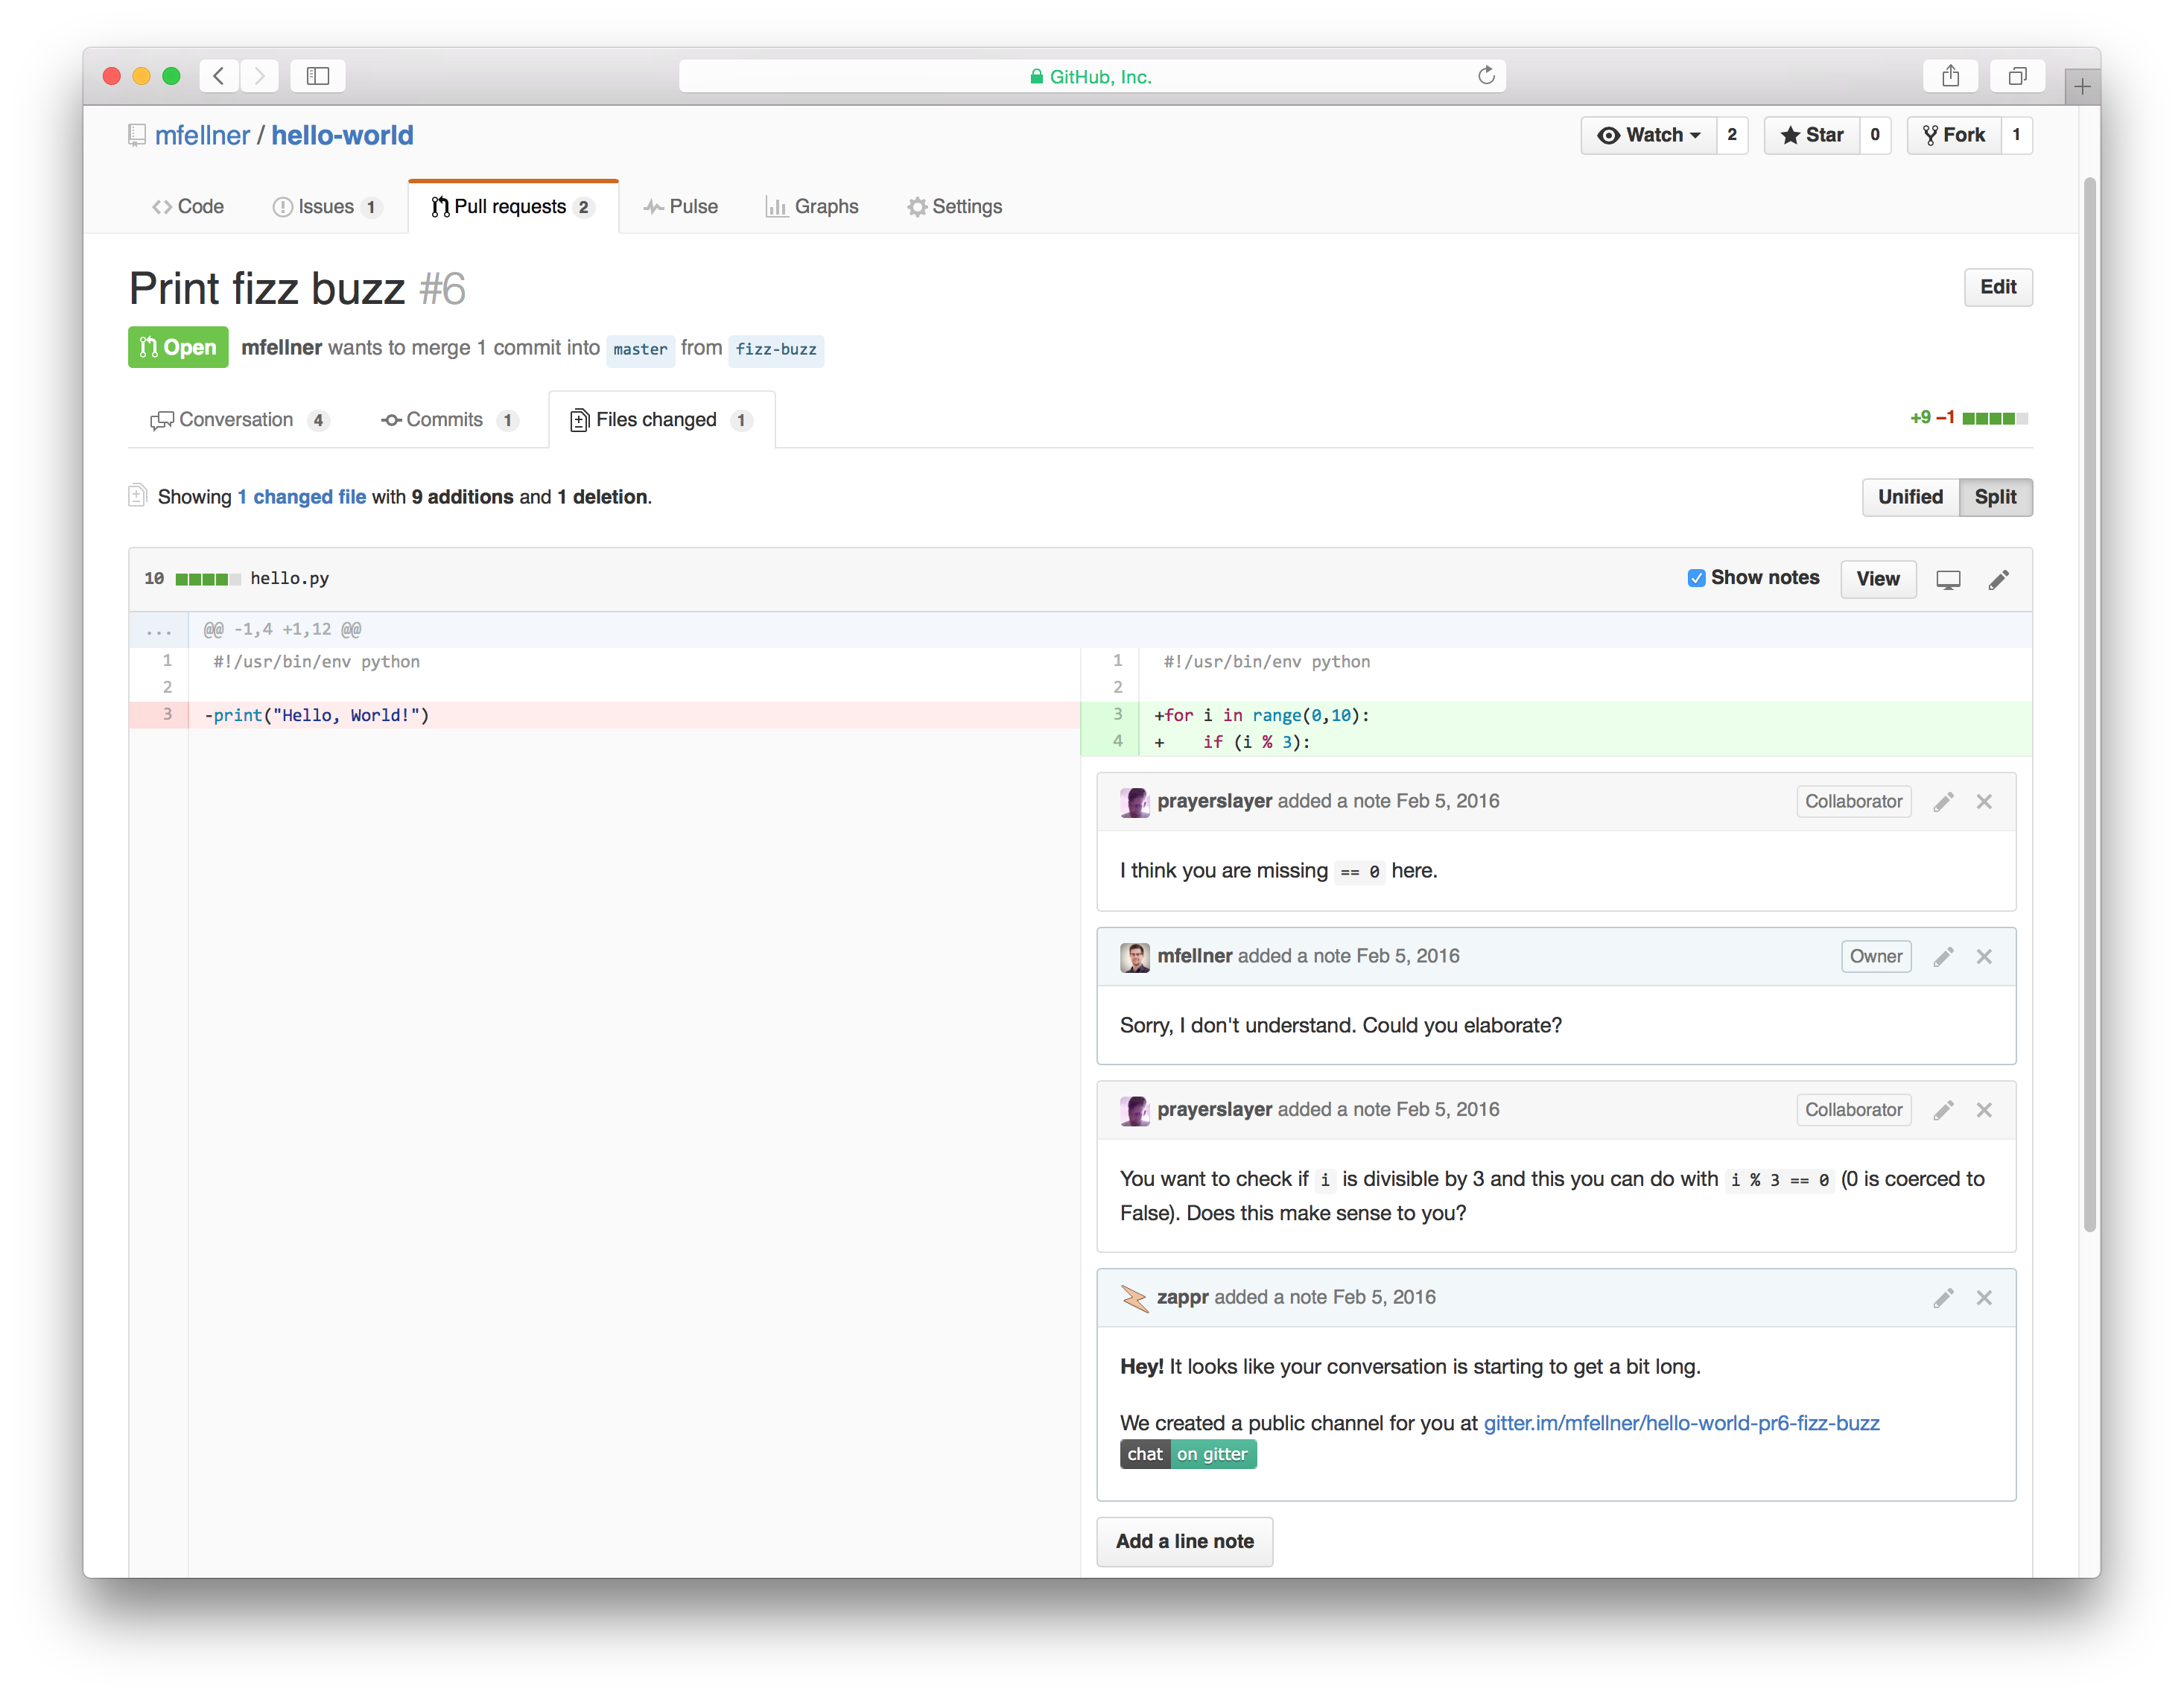 GitHub, Inc.
mfellner / hello-world
Watch 2 Star 0 Fork 1
Code Issues 1 Pull requests 2 Pulse Graphs Settings
Print fizz buzz #6 Edit
Open mfellner wants to merge 1 commit into master from fizz-buzz
Conversation 4 Commits 1 Files changed 1 +9 −1
Showing 1 changed file with 9 additions and 1 deletion. Unified Split
10 hello.py Show notes View
... @@ -1,4 +1,12 @@
1 #!/usr/bin/env python 1 #!/usr/bin/env python
2 2
3 -print("Hello, World!") 3 +for i in range(0,10):
4 + if (i % 3):
prayerslayer added a note Feb 5, 2016 Collaborator
I think you are missing == 0 here.
mfellner added a note Feb 5, 2016 Owner
Sorry, I don't understand. Could you elaborate?
prayerslayer added a note Feb 5, 2016 Collaborator
You want to check if i is divisible by 3 and this you can do with i % 3 == 0 (0 is coerced to
False). Does this make sense to you?
zappr added a note Feb 5, 2016
Hey! It looks like your conversation is starting to get a bit long.
We created a public channel for you at gitter.im/mfellner/hello-world-pr6-fizz-buzz
chat on gitter
Add a line note